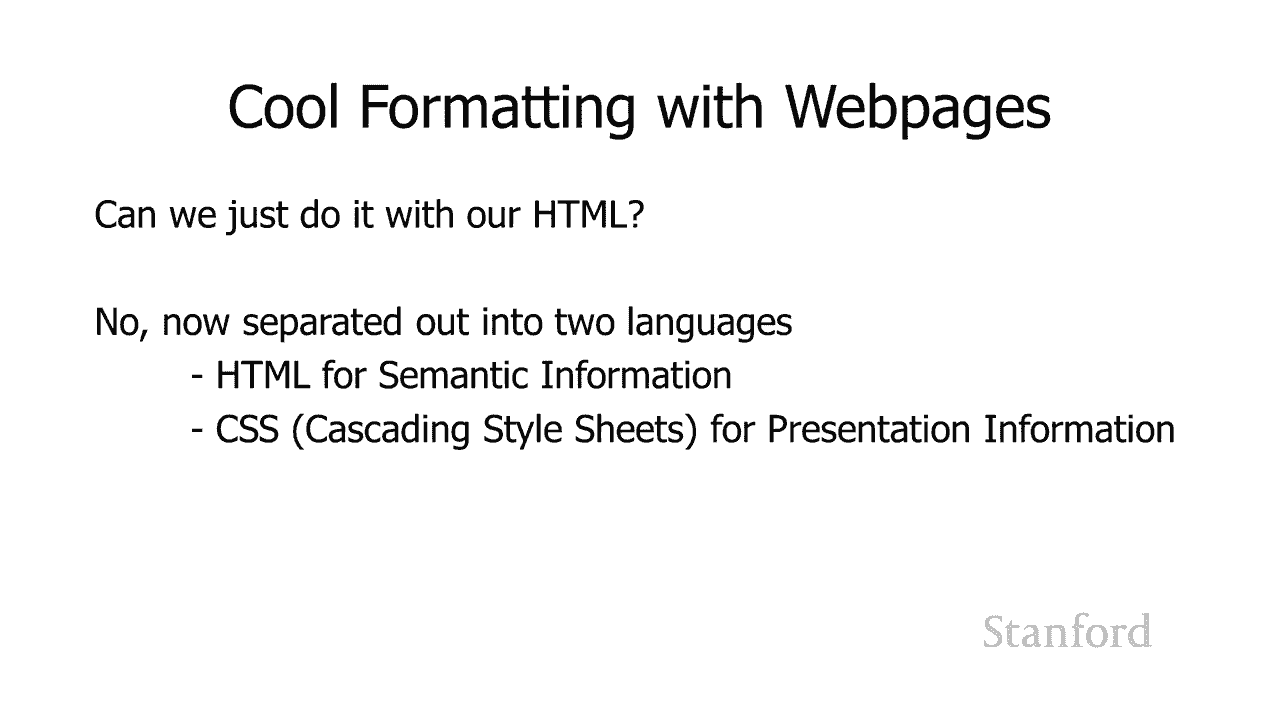 Cool Formatting with Webpages
Can we just do it with our HTML?
No, now separated out into two languages
- HTML for Semantic Information
- CSS (Cascading Style Sheets) for Presentation Information
Stanford